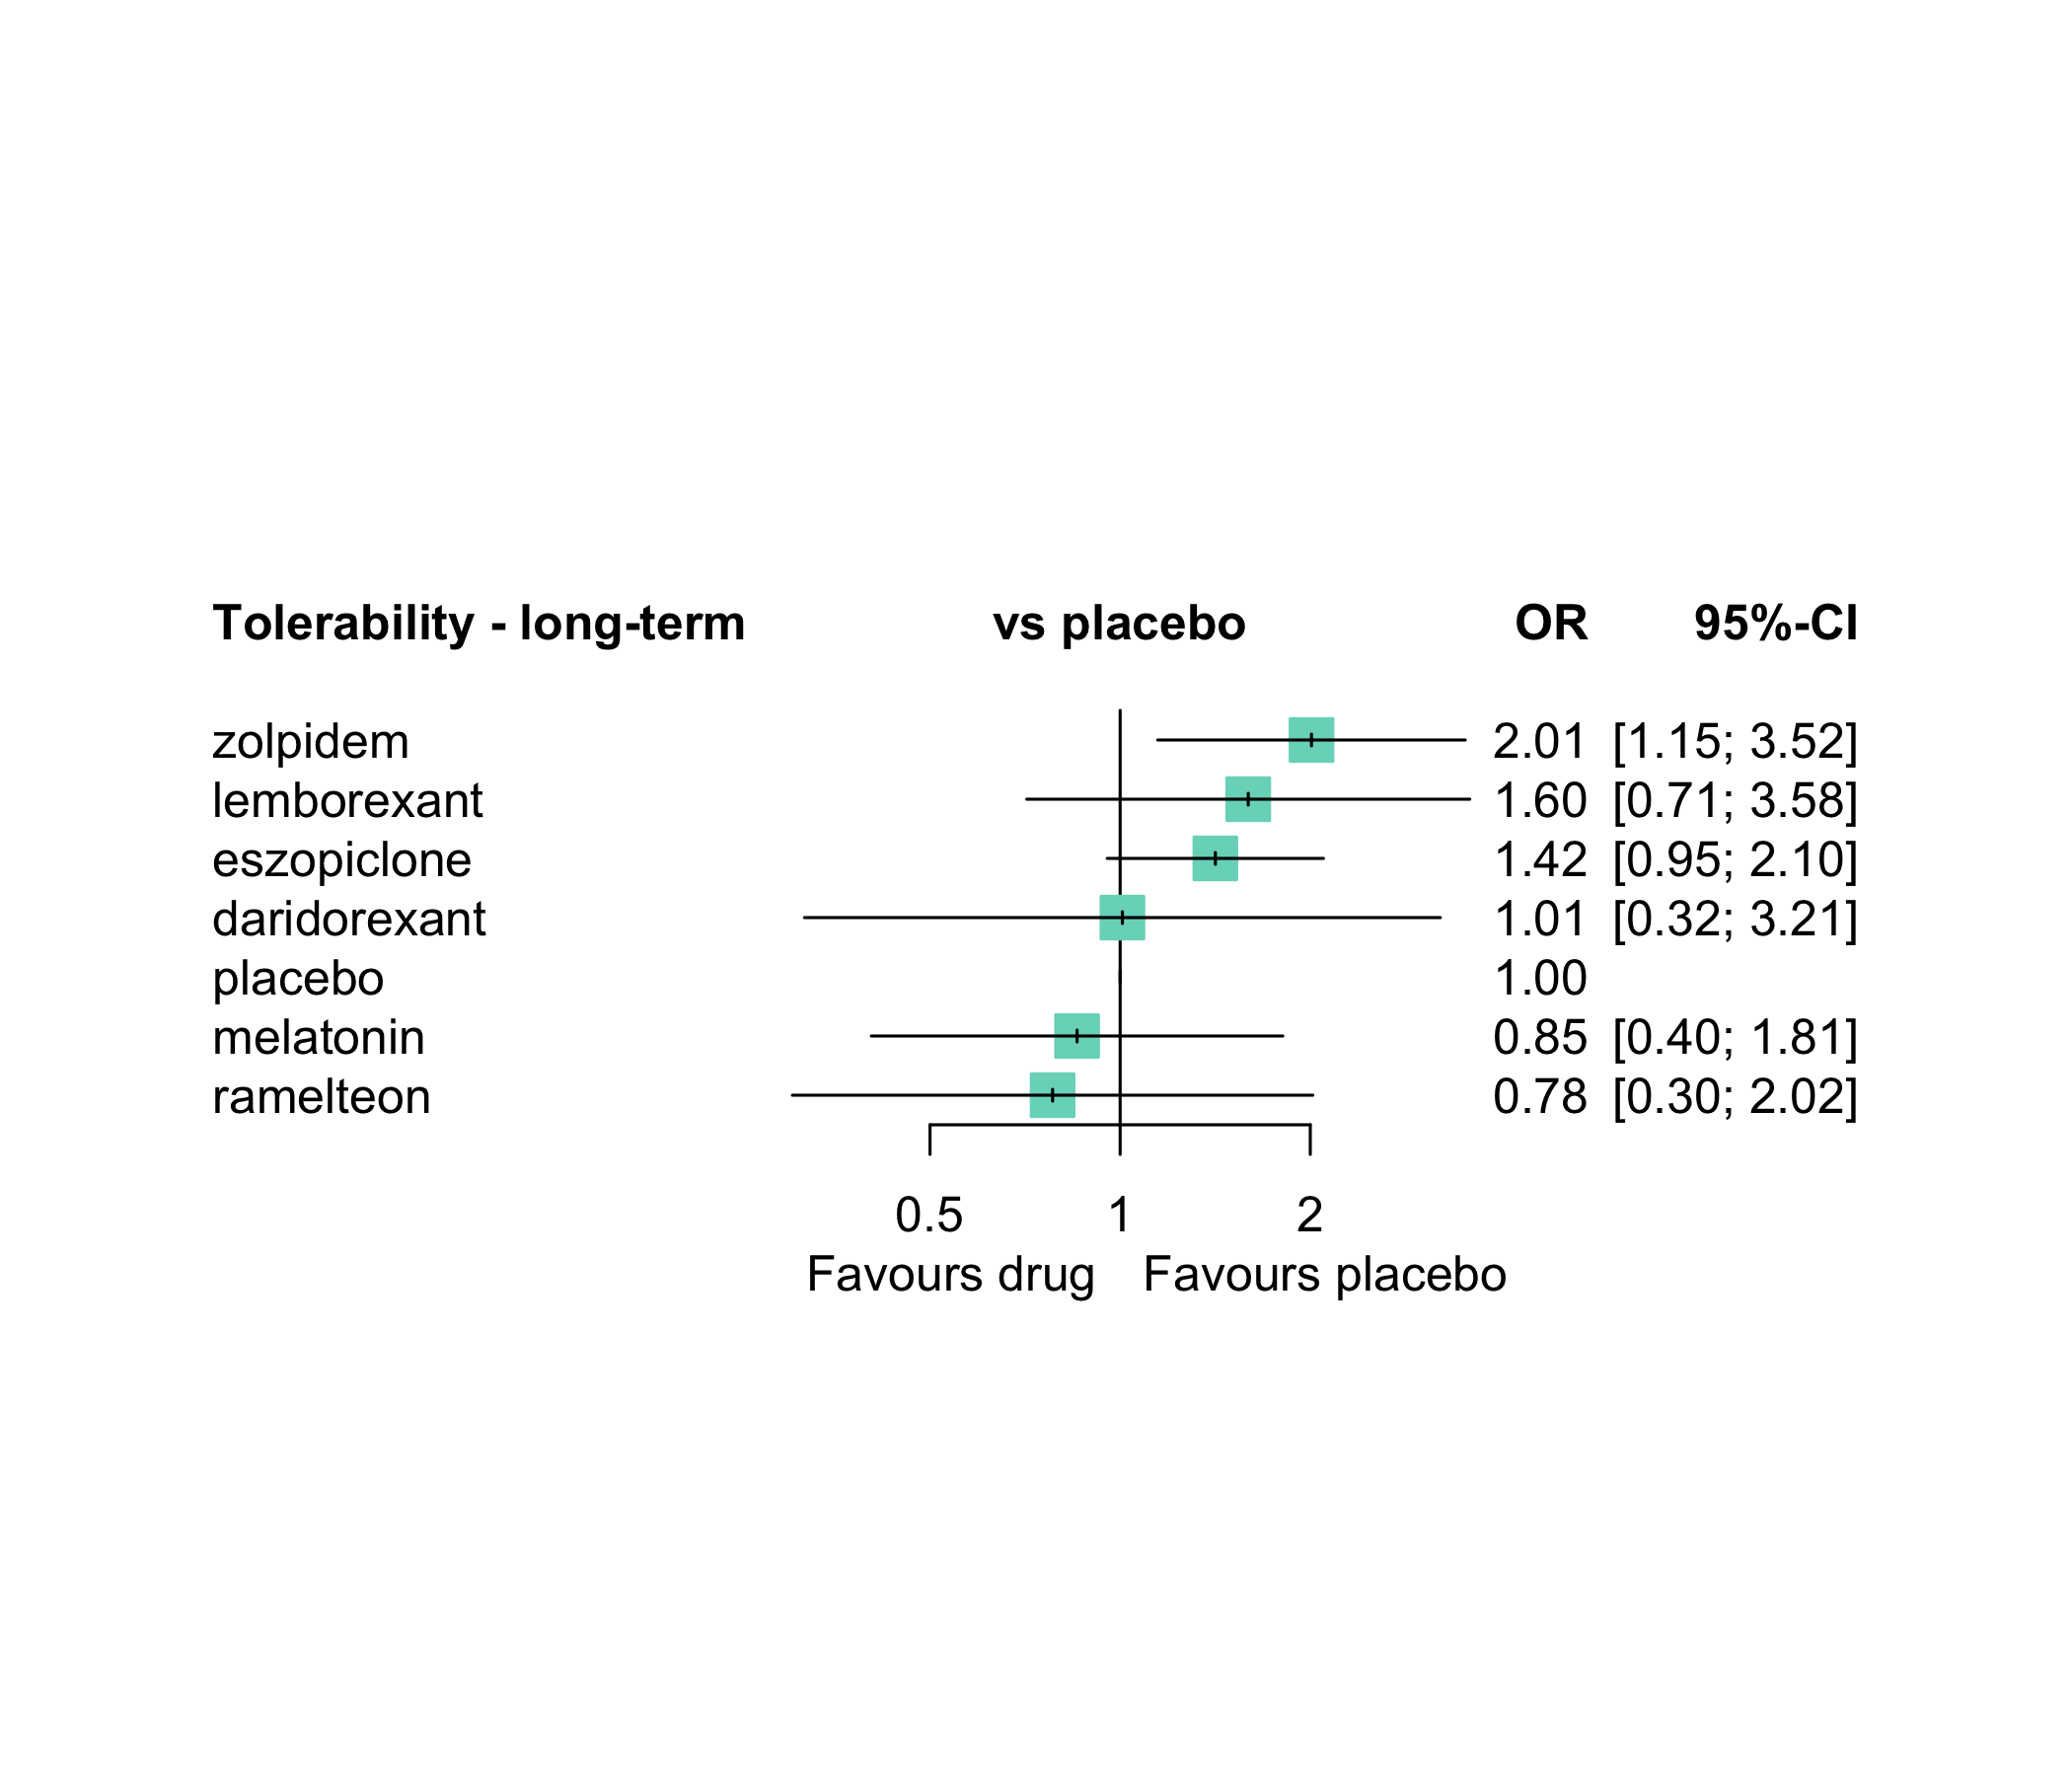 Tolerability - long-term vs placebo OR 95%-CI
zolpidem 2.01 [1.15; 3.52]
lemborexant 1.60 [0.71; 3.58]
eszopiclone 1.42 [0.95; 2.10]
daridorexant 1.01 [0.32; 3.21]
placebo 1.00
melatonin 0.85 [0.40; 1.81]
ramelteon 0.78 [0.30; 2.02]
0.5 1 2
Favours drug Favours placebo